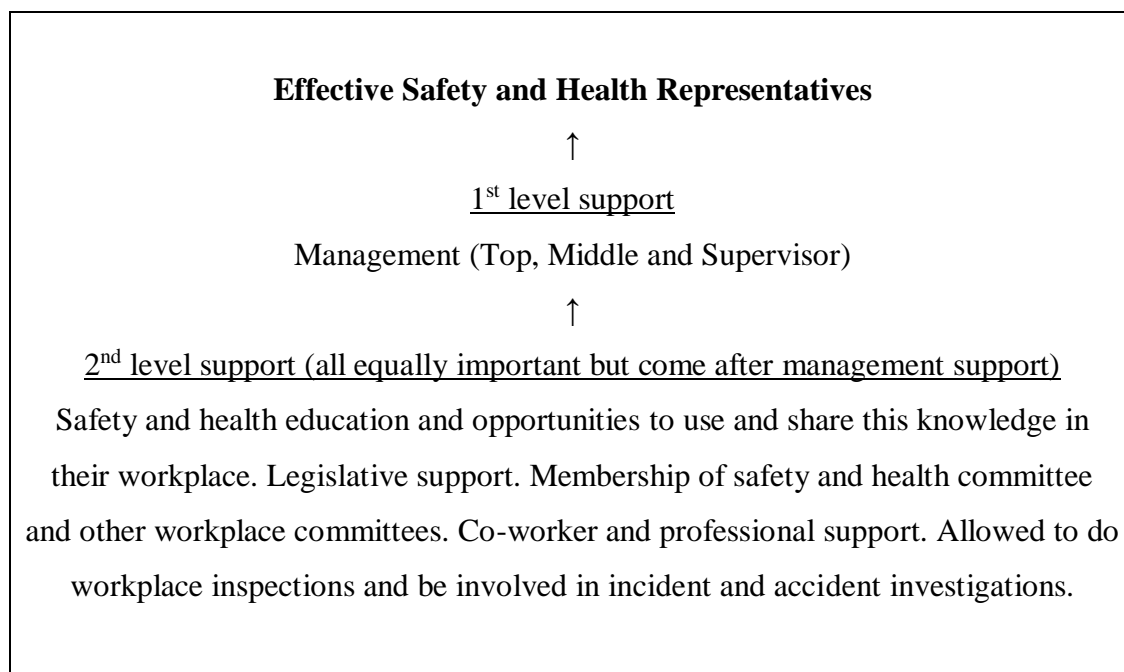 Effective Safety and Health Representatives
↑
1st level support
Management (Top, Middle and Supervisor)
↑
2nd level support (all equally important but come after management support)
Safety and health education and opportunities to use and share this knowledge in
their workplace. Legislative support. Membership of safety and health committee
and other workplace committees. Co-worker and professional support. Allowed to do
workplace inspections and be involved in incident and accident investigations.